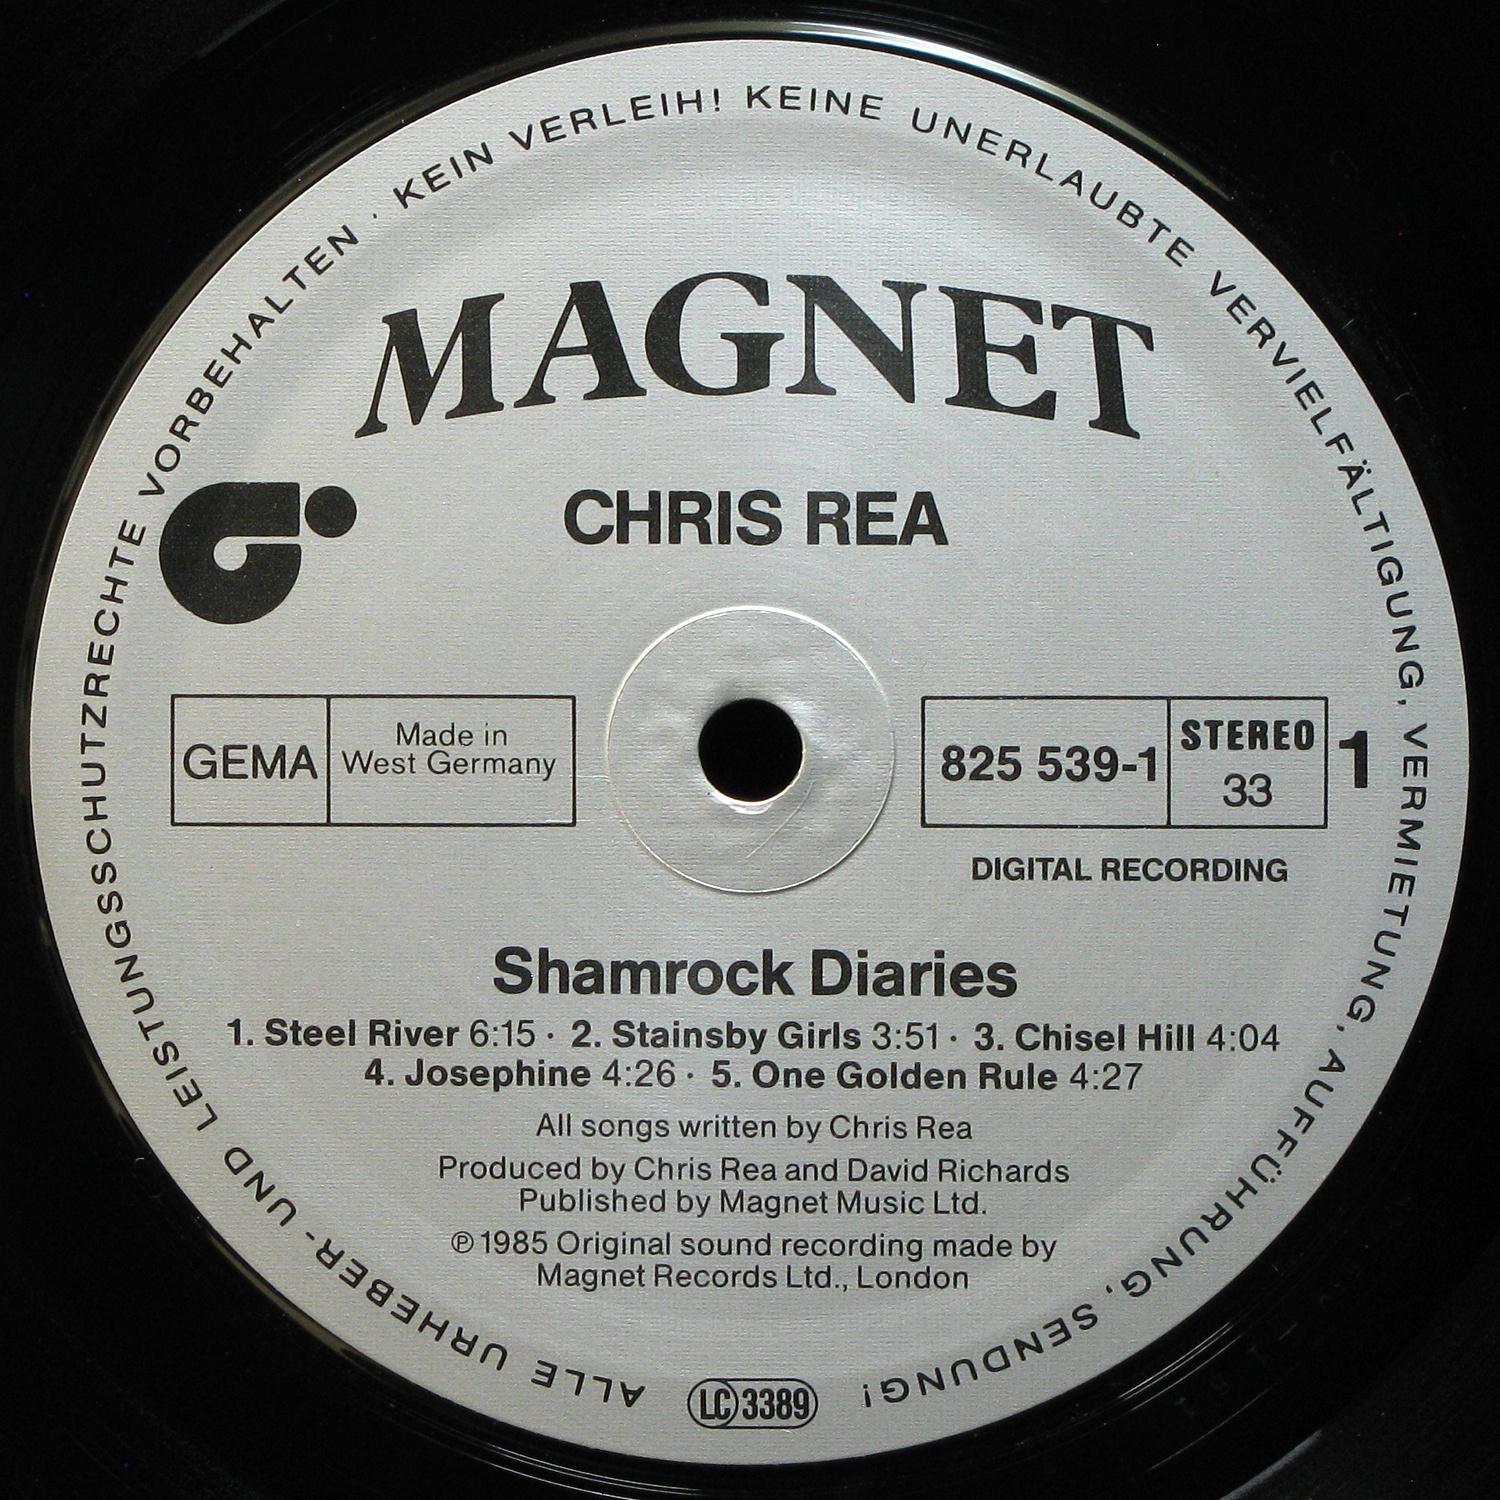 ALLE URHEBER- UND LEISTUNGSSCHUTZRECHTE VORBEHALTEN · KEIN VERLEIH! KEINE UNERLAUBTE VERVIELFÄLTIGUNG, VERMIETUNG, AUFFÜHRUNG, SENDUNG!
MAGNET
CHRIS REA
GEMA
Made in
West Germany
825 539-1
STEREO
33
1
DIGITAL RECORDING
Shamrock Diaries
1. Steel River 6:15 · 2. Stainsby Girls 3:51 · 3. Chisel Hill 4:04
4. Josephine 4:26 · 5. One Golden Rule 4:27
All songs written by Chris Rea
Produced by Chris Rea and David Richards
Published by Magnet Music Ltd.
℗ 1985 Original sound recording made by
Magnet Records Ltd., London
LC 3389